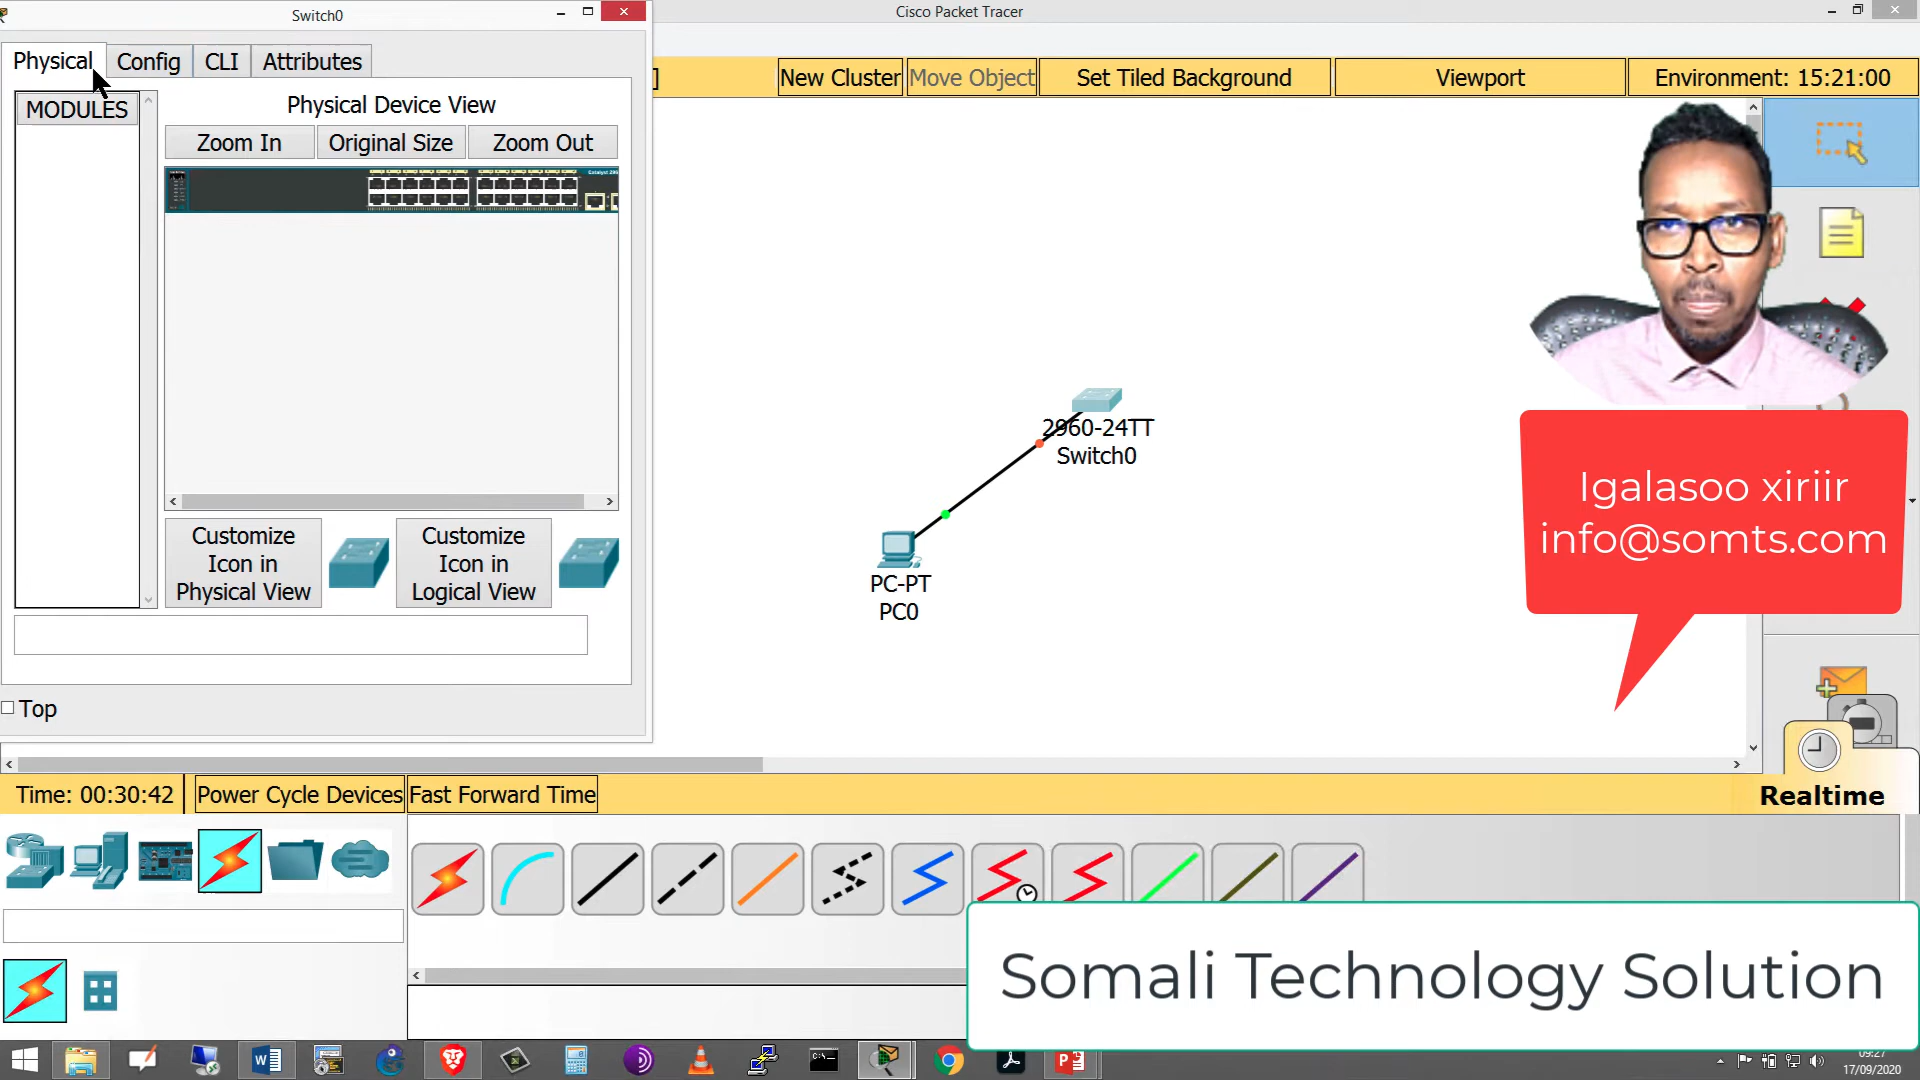 Switch0
Cisco Packet Tracer
Physical
Config
CLI
Attributes
]
New Cluster
Move Object
Set Tiled Background
Viewport
Environment: 15:21:00
MODULES
Physical Device View
Zoom In
Original Size
Zoom Out
2960-24TT
Switch0
Igalasoo xiriir
info@somts.com
Customize
Icon in
Physical View
Customize
Icon in
Logical View
PC-PT
PC0
Top
Time: 00:30:42
Power Cycle Devices
Fast Forward Time
Realtime
Somali Technology Solution
09:27
17/09/2020